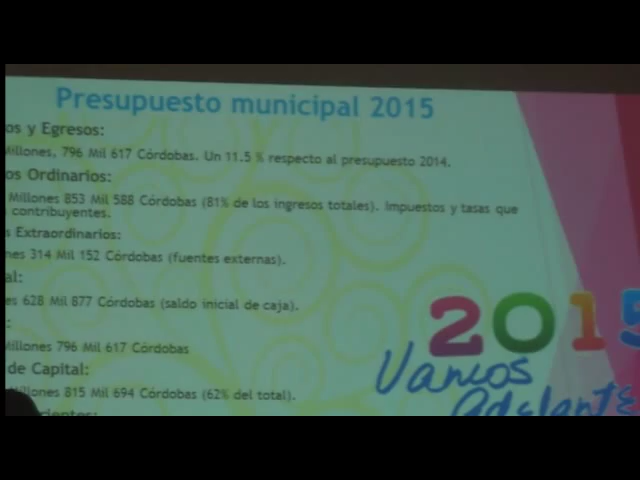 Presupuesto municipal 2015
os y Egresos:
Millones, 796 Mil 617 Córdobas. Un 11.5 % respecto al presupuesto 2014.
os Ordinarios:
Millones 853 Mil 588 Córdobas (81% de los ingresos totales). Impuestos y tasas que
contribuyentes.
s Extraordinarios:
nes 314 Mil 152 Córdobas (fuentes externas).
al:
es 628 Mil 877 Córdobas (saldo inicial de caja).
:
Millones 796 Mil 617 Córdobas
de Capital:
Millones 815 Mil 694 Córdobas (62% del total).
rientes:
2015
Vamos
Adelante